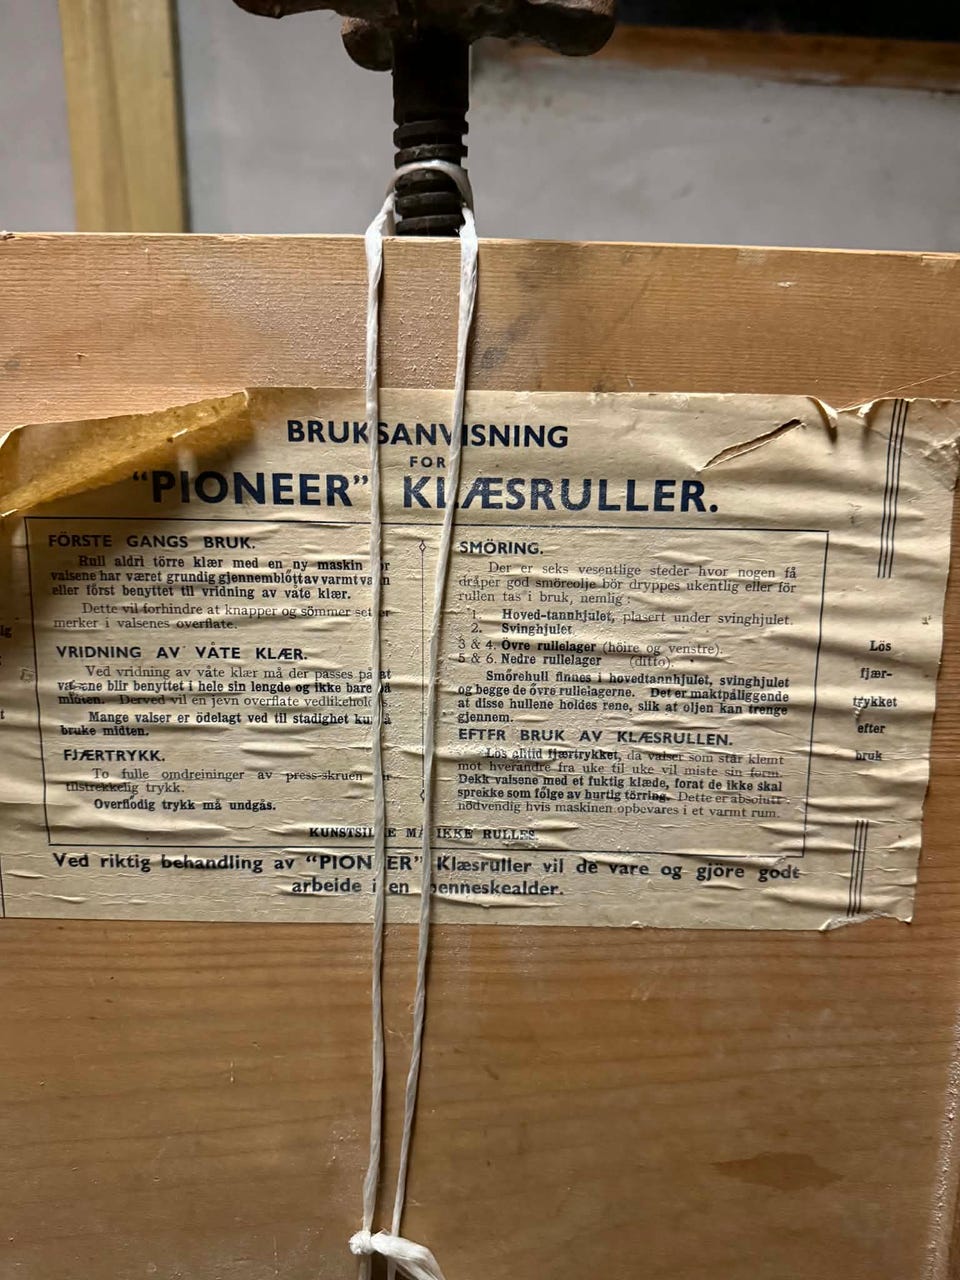 BRUKSANVISNING
FOR
"PIONEER" KLÆSRULLER.
FÖRSTE GANGS BRUK.
Rull aldri törre klær med en ny maskin
valsene har været grundig gjennemblöttav varmt
eller först benyttet til vridning av våte klær.
Dette vil forhindre at knapper og sömmer
merker i valsenes overflate.
VRIDNING AV VÅTE KLÆR.
Ved vridning av våte klær må der passes på
blir benyttet i hele sin lengde og ikke bare
midten. Derved vil en jevn overflate
Mange valser er ödelagt ved til stadighet
bruke midten.
FJÆRTRYKK.
To fulle omdreininger av press-skruen
tilstrekkelig trykk.
Overflödig trykk må undgås.
SMÖRING.
Der er seks vesentlige steder hvor nogen få
dråper god smöreolje bör dryppes ukentlig eller för
rullen tas i bruk, nemlig:
1. Hoved-tannhjulet, plasert under svinghjulet.
2. Svinghjulet
3 & 4. Övre rullelager (höire og venstre).
5 & 6. Nedre rullelager (ditto).
Smörehull finnes i hovedtannhjulet, svinghjulet
og begge de övre rullelagerne. Det er maktpåliggende
at disse hullene holdes rene, slik at oljen kan trenge
gjennem.
EFTER BRUK AV KLÆSRULLEN.
Lös altid fjærtrykket, da valser som står klemt
mot hverandre fra uke til uke vil miste sin form.
Dekk valsene med et fuktig klæde, forat de ikke skal
sprekke som fölge av hurtig törring. Dette er absolutt
nödvendig hvis maskinen opbevares i et varmt rum.
IKKE RULLES.
Ved riktig behandling av Klæsruller vil de vare og gjöre godt
arbeide i en
Lös
fjær-
trykket
efter
bruk